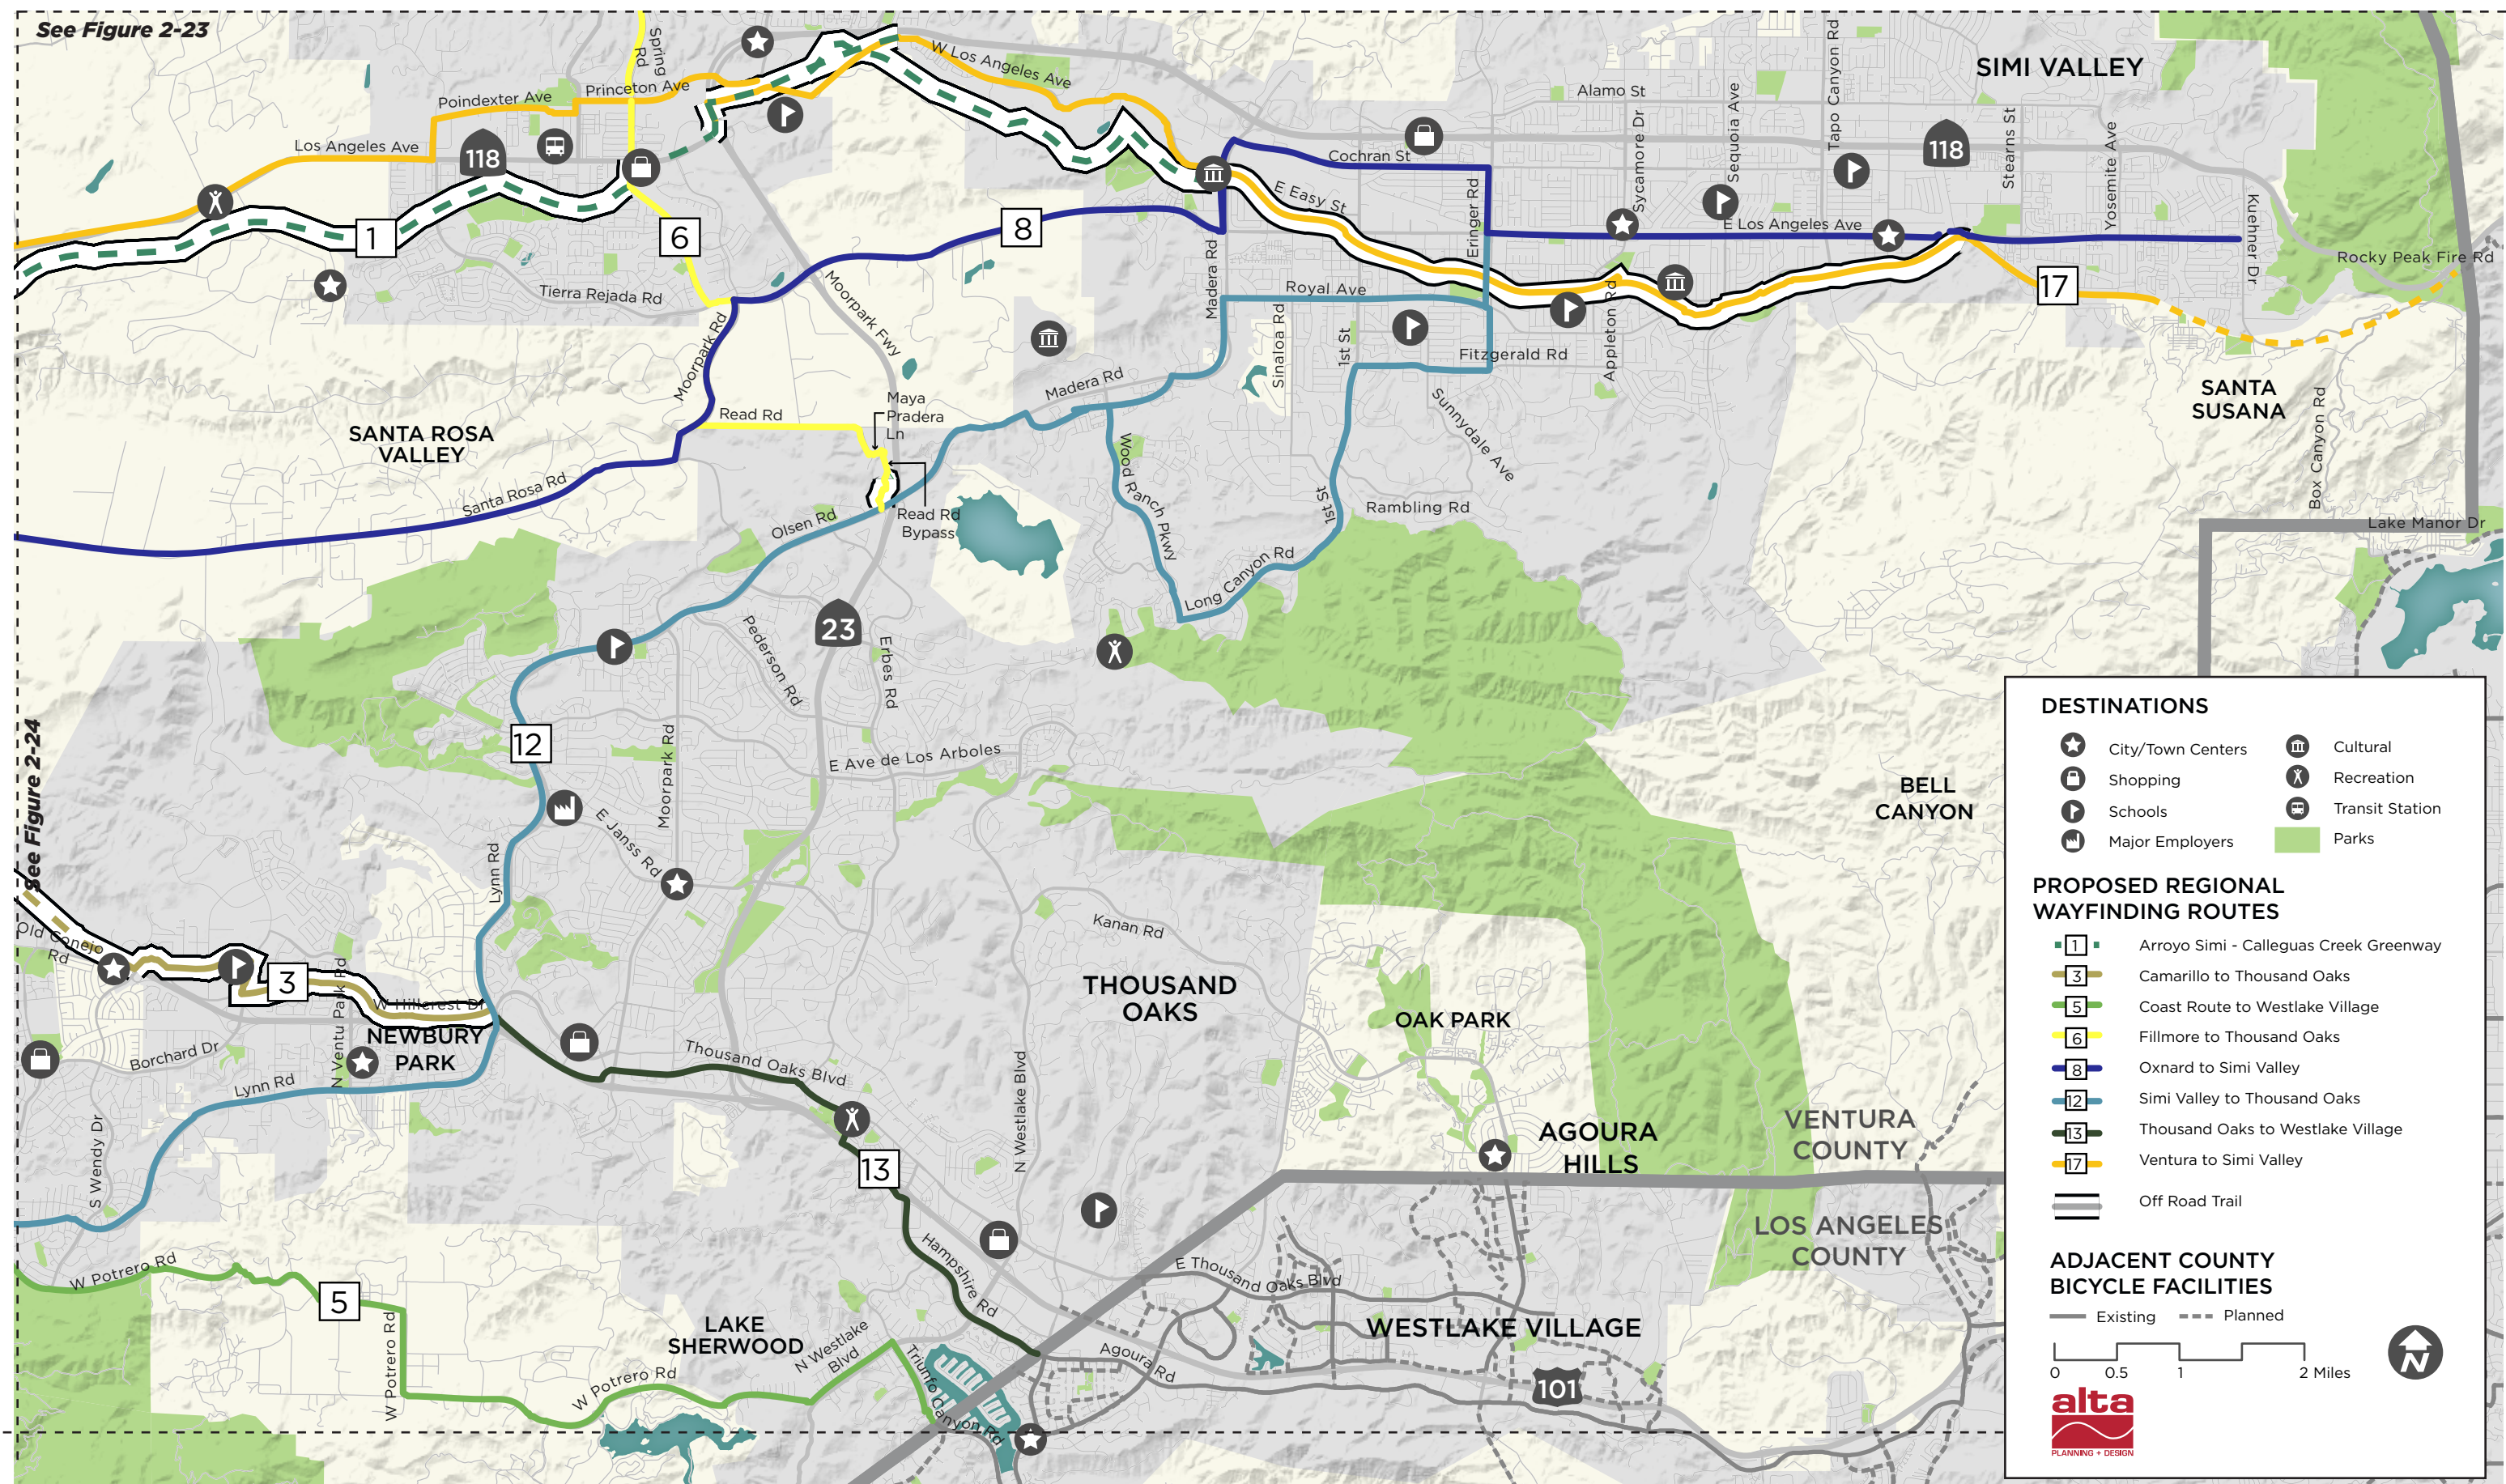 See Figure 2-23
Spring
Rd
W Los Angeles Ave
SIMI VALLEY
Poindexter Ave
Princeton Ave
Alamo St
Tapo Canyon Rd
Sequoia Ave
Sycamore Dr
Stearns St
Yosemite Ave
Los Angeles Ave
118
118
Cochran St
E Easy St
Eringer Rd
E Los Angeles Ave
Kuehner Dr
Rocky Peak Fire Rd
1
6
8
17
Madera Rd
Tierra Rejada Rd
Moorpark Fwy
Royal Ave
Sinaloa Rd
1st St
Appleton Rd
Fitzgerald Rd
Moorpark Rd
Madera Rd
Maya
Pradera
Ln
Read Rd
SANTA ROSA
VALLEY
Sunnydale Ave
SANTA
SUSANA
Box Canyon Rd
Wood Ranch Pkwy
Santa Rosa Rd
Olsen Rd
Read Rd
Bypass
1st St
Rambling Rd
Lake Manor Dr
Long Canyon Rd
23
Pederson Rd
Erbes Rd
See Figure 2-24
12
Moorpark Rd
E Ave de Los Arboles
E Janss Rd
Lynn Rd
BELL
CANYON
Old Conejo
Rd
3
N Ventu Park Rd
W Hillcrest Dr
NEWBURY
PARK
Kanan Rd
THOUSAND
OAKS
OAK PARK
Borchard Dr
Lynn Rd
Thousand Oaks Blvd
N Westlake Blvd
S Wendy Dr
13
AGOURA
HILLS
VENTURA
COUNTY
LOS ANGELES
COUNTY
W Potrero Rd
5
Hampshire Rd
E Thousand Oaks Blvd
W Potrero Rd
LAKE
SHERWOOD
N Westlake
Blvd
WESTLAKE VILLAGE
W Potrero Rd
Triunfo Canyon Rd
Agoura Rd
101
DESTINATIONS
City/Town Centers
Shopping
Schools
Major Employers
Cultural
Recreation
Transit Station
Parks
PROPOSED REGIONAL
WAYFINDING ROUTES
1 Arroyo Simi - Calleguas Creek Greenway
3 Camarillo to Thousand Oaks
5 Coast Route to Westlake Village
6 Fillmore to Thousand Oaks
8 Oxnard to Simi Valley
12 Simi Valley to Thousand Oaks
13 Thousand Oaks to Westlake Village
17 Ventura to Simi Valley
Off Road Trail
ADJACENT COUNTY
BICYCLE FACILITIES
Existing Planned
0 0.5 1 2 Miles
N
alta
PLANNING + DESIGN